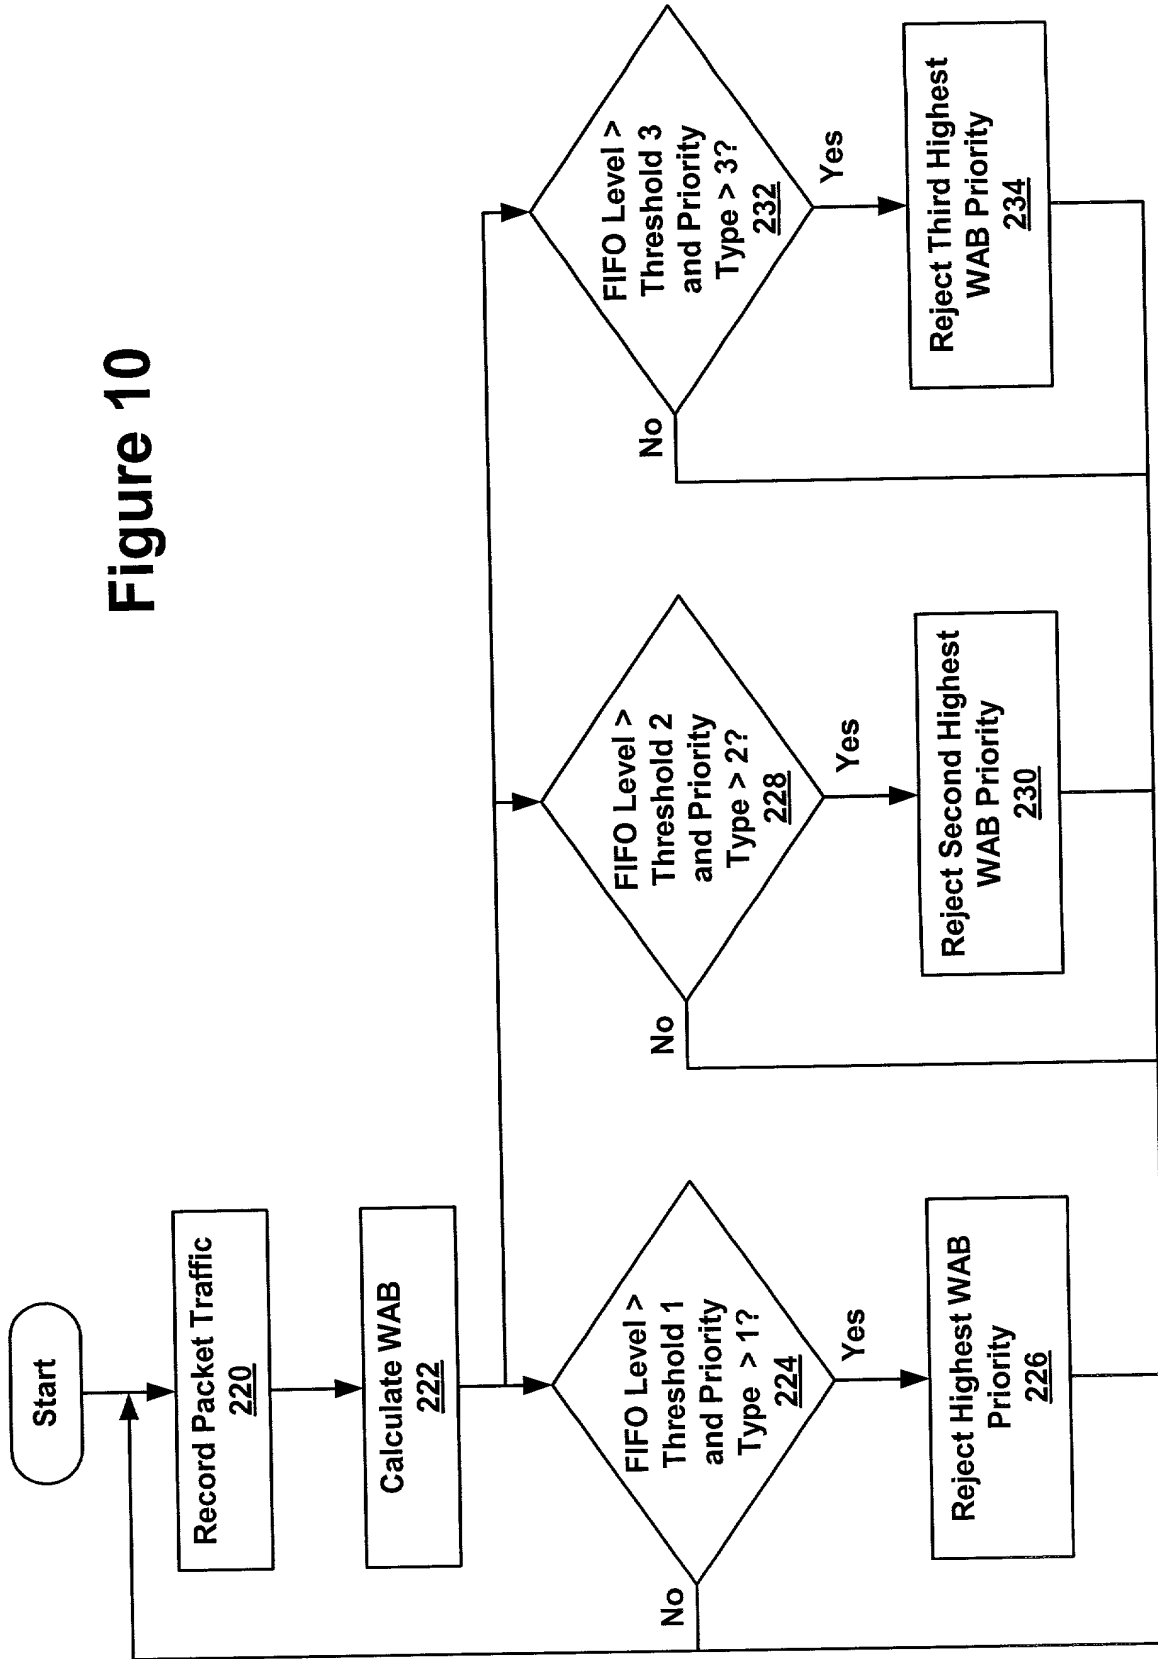 Figure 10
Start
Record Packet Traffic
220
Calculate WAB
222
FIFO Level >
Threshold 1
and Priority
Type > 1?
224
No
Yes
Reject Highest WAB
Priority
226
FIFO Level >
Threshold 2
and Priority
Type > 2?
228
No
Yes
Reject Second Highest
WAB Priority
230
FIFO Level >
Threshold 3
and Priority
Type > 3?
232
No
Yes
Reject Third Highest
WAB Priority
234